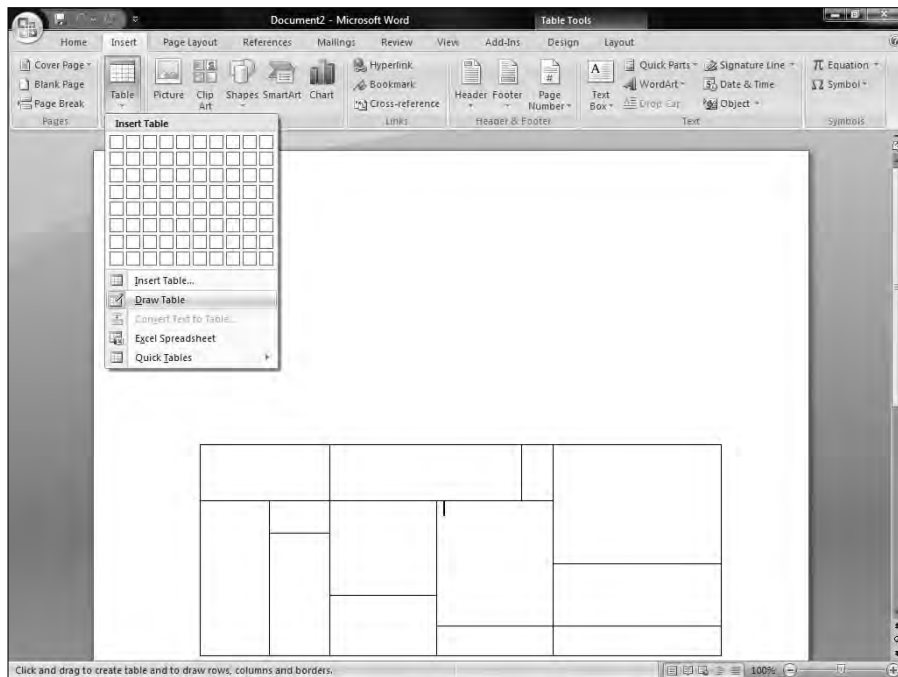 Document2 - Microsoft Word Table Tools
Home Insert Page Layout References Mailings Review View Add-Ins Design Layout
Cover Page
Blank Page
Page Break
Pages
Table
Picture
Clip Art
Shapes
SmartArt
Chart
Hyperlink
Bookmark
Cross-reference
Links
Header
Footer
Page Number
Header & Footer
A
Text Box
Quick Parts
WordArt
Drop Cap
Signature Line
Date & Time
Object
Text
π Equation
Ω Symbol
Symbols
Insert Table
Insert Table...
Draw Table
Convert Text to Table...
Excel Spreadsheet
Quick Tables
Click and drag to create table and to draw rows, columns and borders.
100%